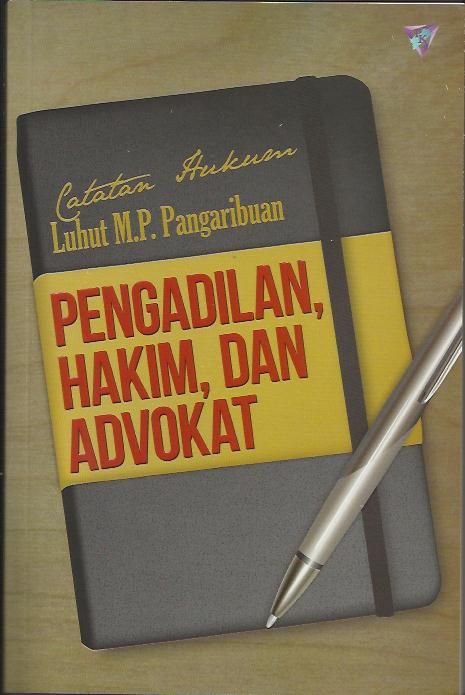 Catatan Hukum
Luhut M.P. Pangaribuan
PENGADILAN,
HAKIM, DAN
ADVOKAT